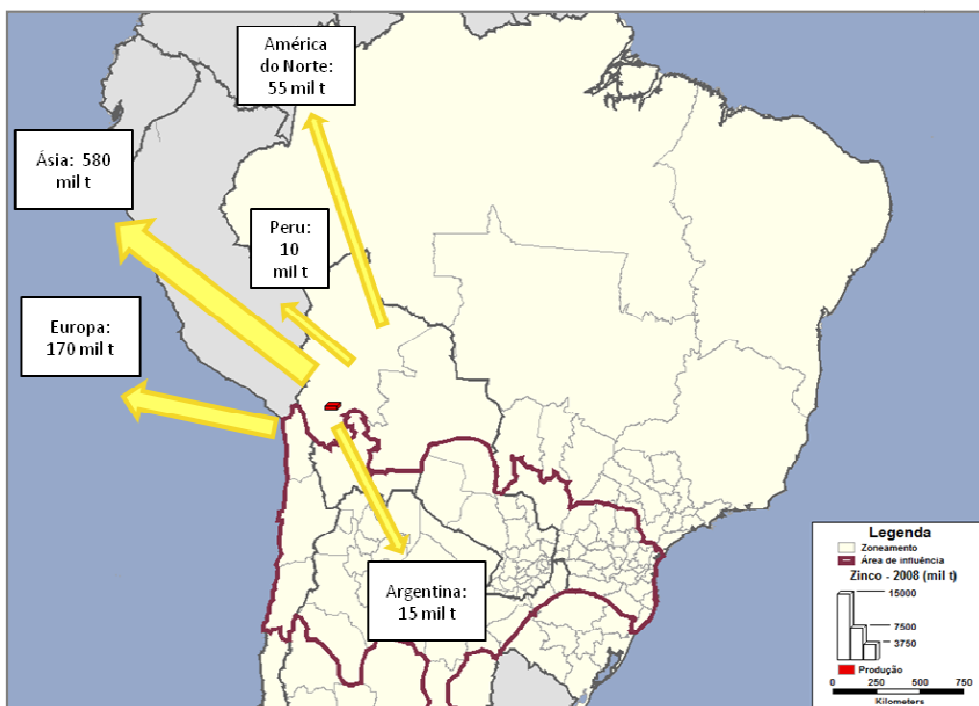 América
do Norte:
55 mil t
Ásia: 580
mil t
Peru:
10
mil t
Europa:
170 mil t
Argentina:
15 mil t
Legenda
Zoneamento
Área de influência
Zinco - 2008 (mil t)
15000
7500
3750
Produção
0 250 500 750
Kilometers